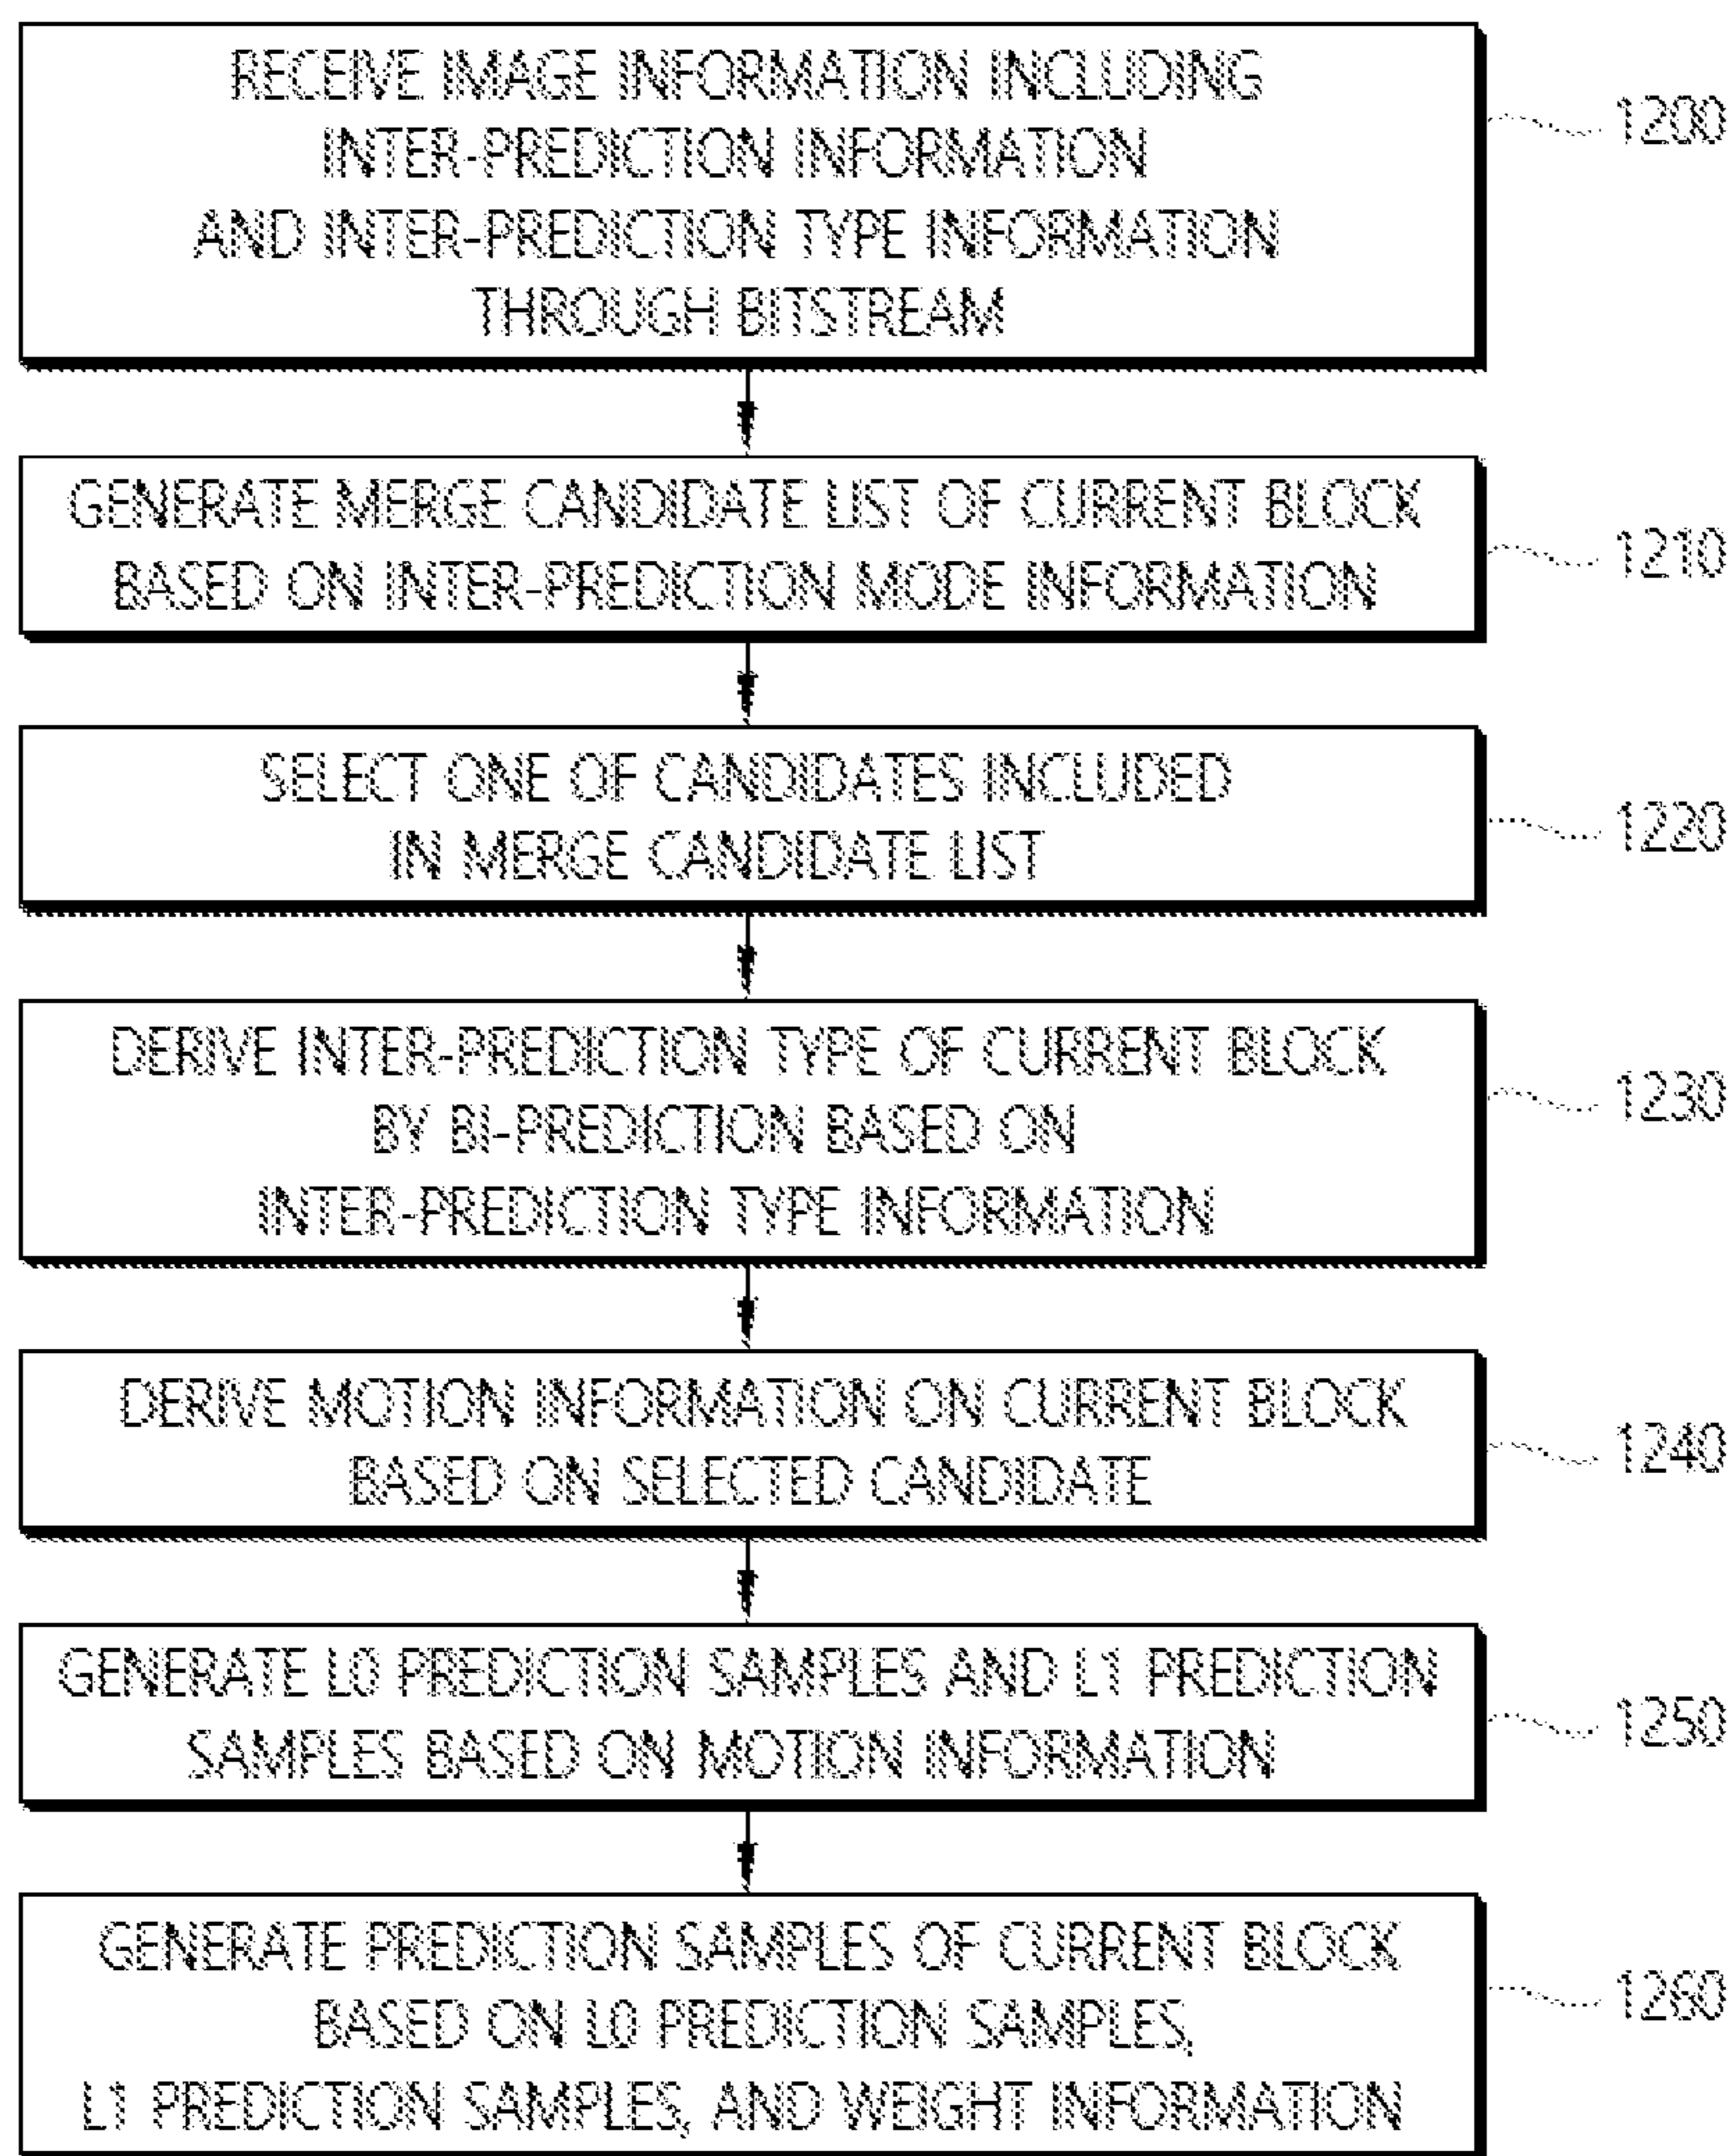 RECEIVE IMAGE INFORMATION INCLUDING
INTER-PREDICTION INFORMATION
AND INTER-PREDICTION TYPE INFORMATION
THROUGH BITSTREAM
1200
GENERATE MERGE CANDIDATE LIST OF CURRENT BLOCK
BASED ON INTER-PREDICTION MODE INFORMATION
1210
SELECT ONE OF CANDIDATES INCLUDED
IN MERGE CANDIDATE LIST
1220
DERIVE INTER-PREDICTION TYPE OF CURRENT BLOCK
BY BI-PREDICTION BASED ON
INTER-PREDICTION TYPE INFORMATION
1230
DERIVE MOTION INFORMATION ON CURRENT BLOCK
BASED ON SELECTED CANDIDATE
1240
GENERATE L0 PREDICTION SAMPLES AND L1 PREDICTION
SAMPLES BASED ON MOTION INFORMATION
1250
GENERATE PREDICTION SAMPLES OF CURRENT BLOCK
BASED ON L0 PREDICTION SAMPLES,
L1 PREDICTION SAMPLES, AND WEIGHT INFORMATION
1260